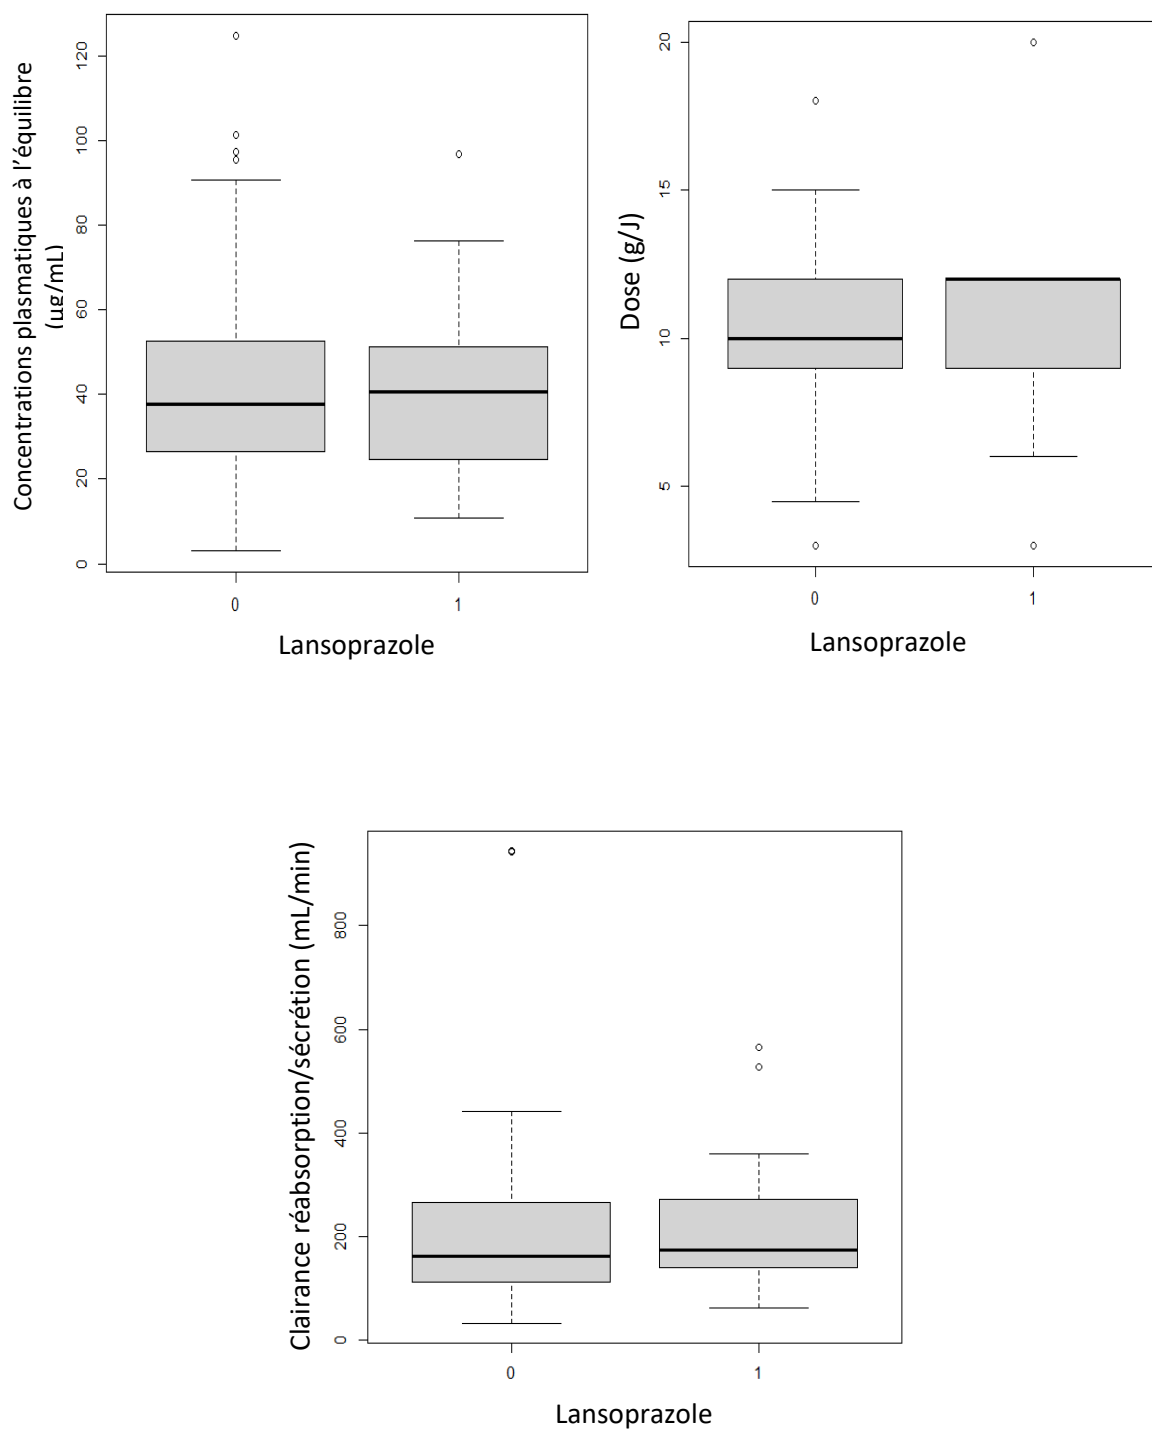 Concentrations plasmatiques à l'équilibre
(µg/mL)
120
100
80
60
40
20
0
0 1
Lansoprazole
Dose (g/J)
20
15
10
5
0 1
Lansoprazole
Clairance réabsorption/sécrétion (mL/min)
800
600
400
200
0
0 1
Lansoprazole